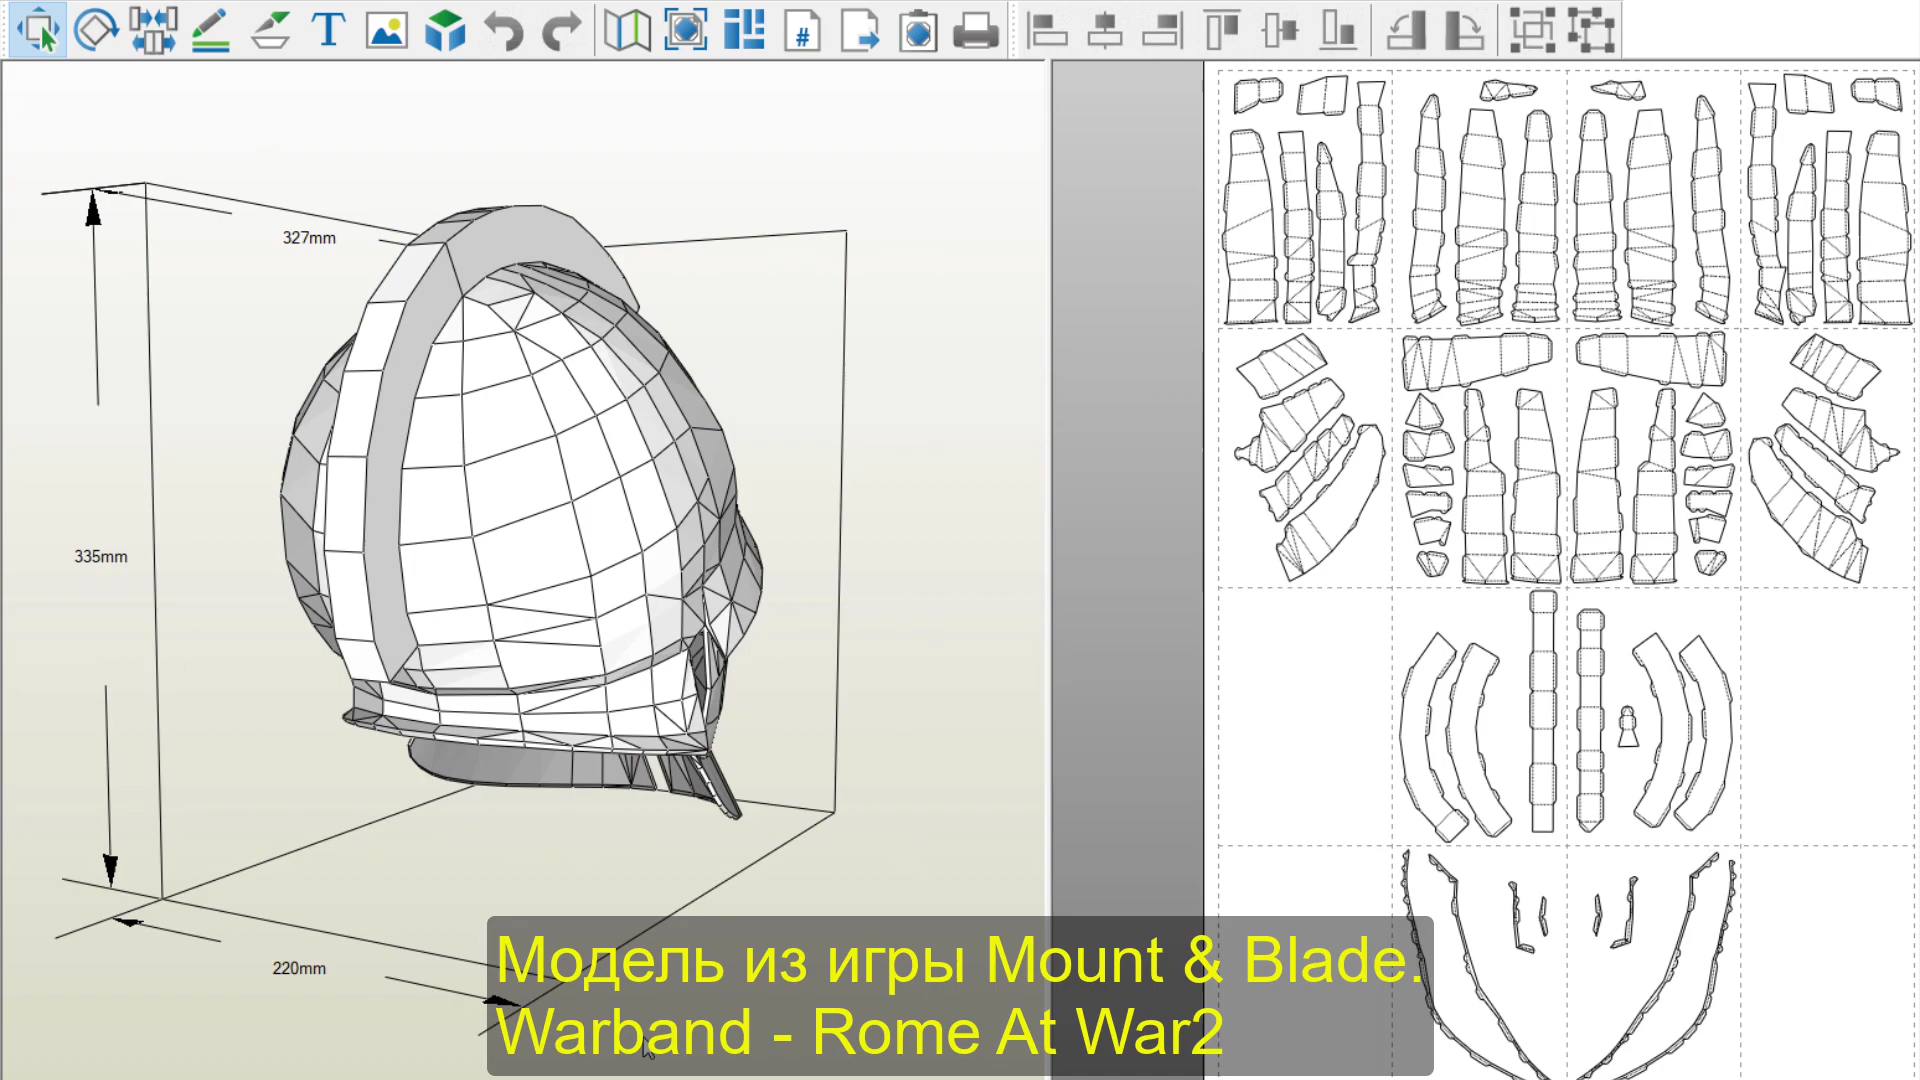 T
#
327mm
335mm
220mm
Модель из игры Mount & Blade.
Warband - Rome At War2